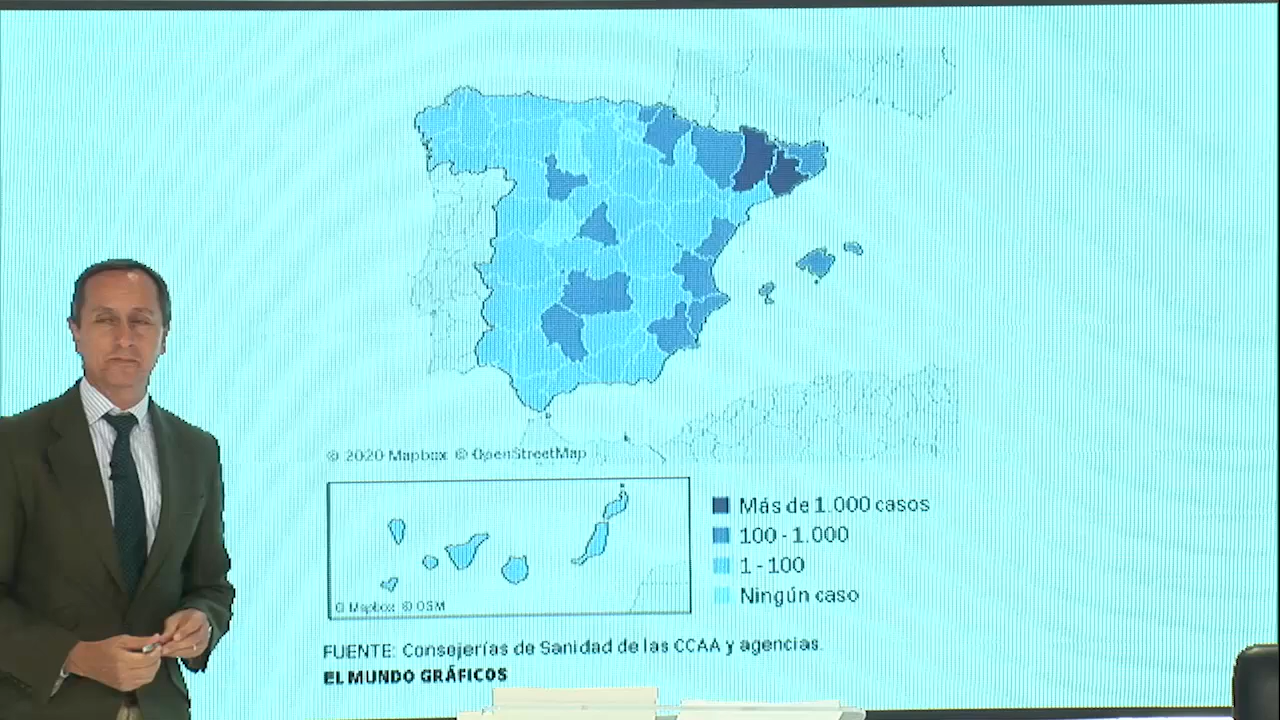 © 2020 Mapbox © OpenStreetMap
© Mapbox © OSM
Más de 1.000 casos
100 - 1.000
1 - 100
Ningún caso
FUENTE: Consejerías de Sanidad de las CCAA y agencias.
EL MUNDO GRÁFICOS